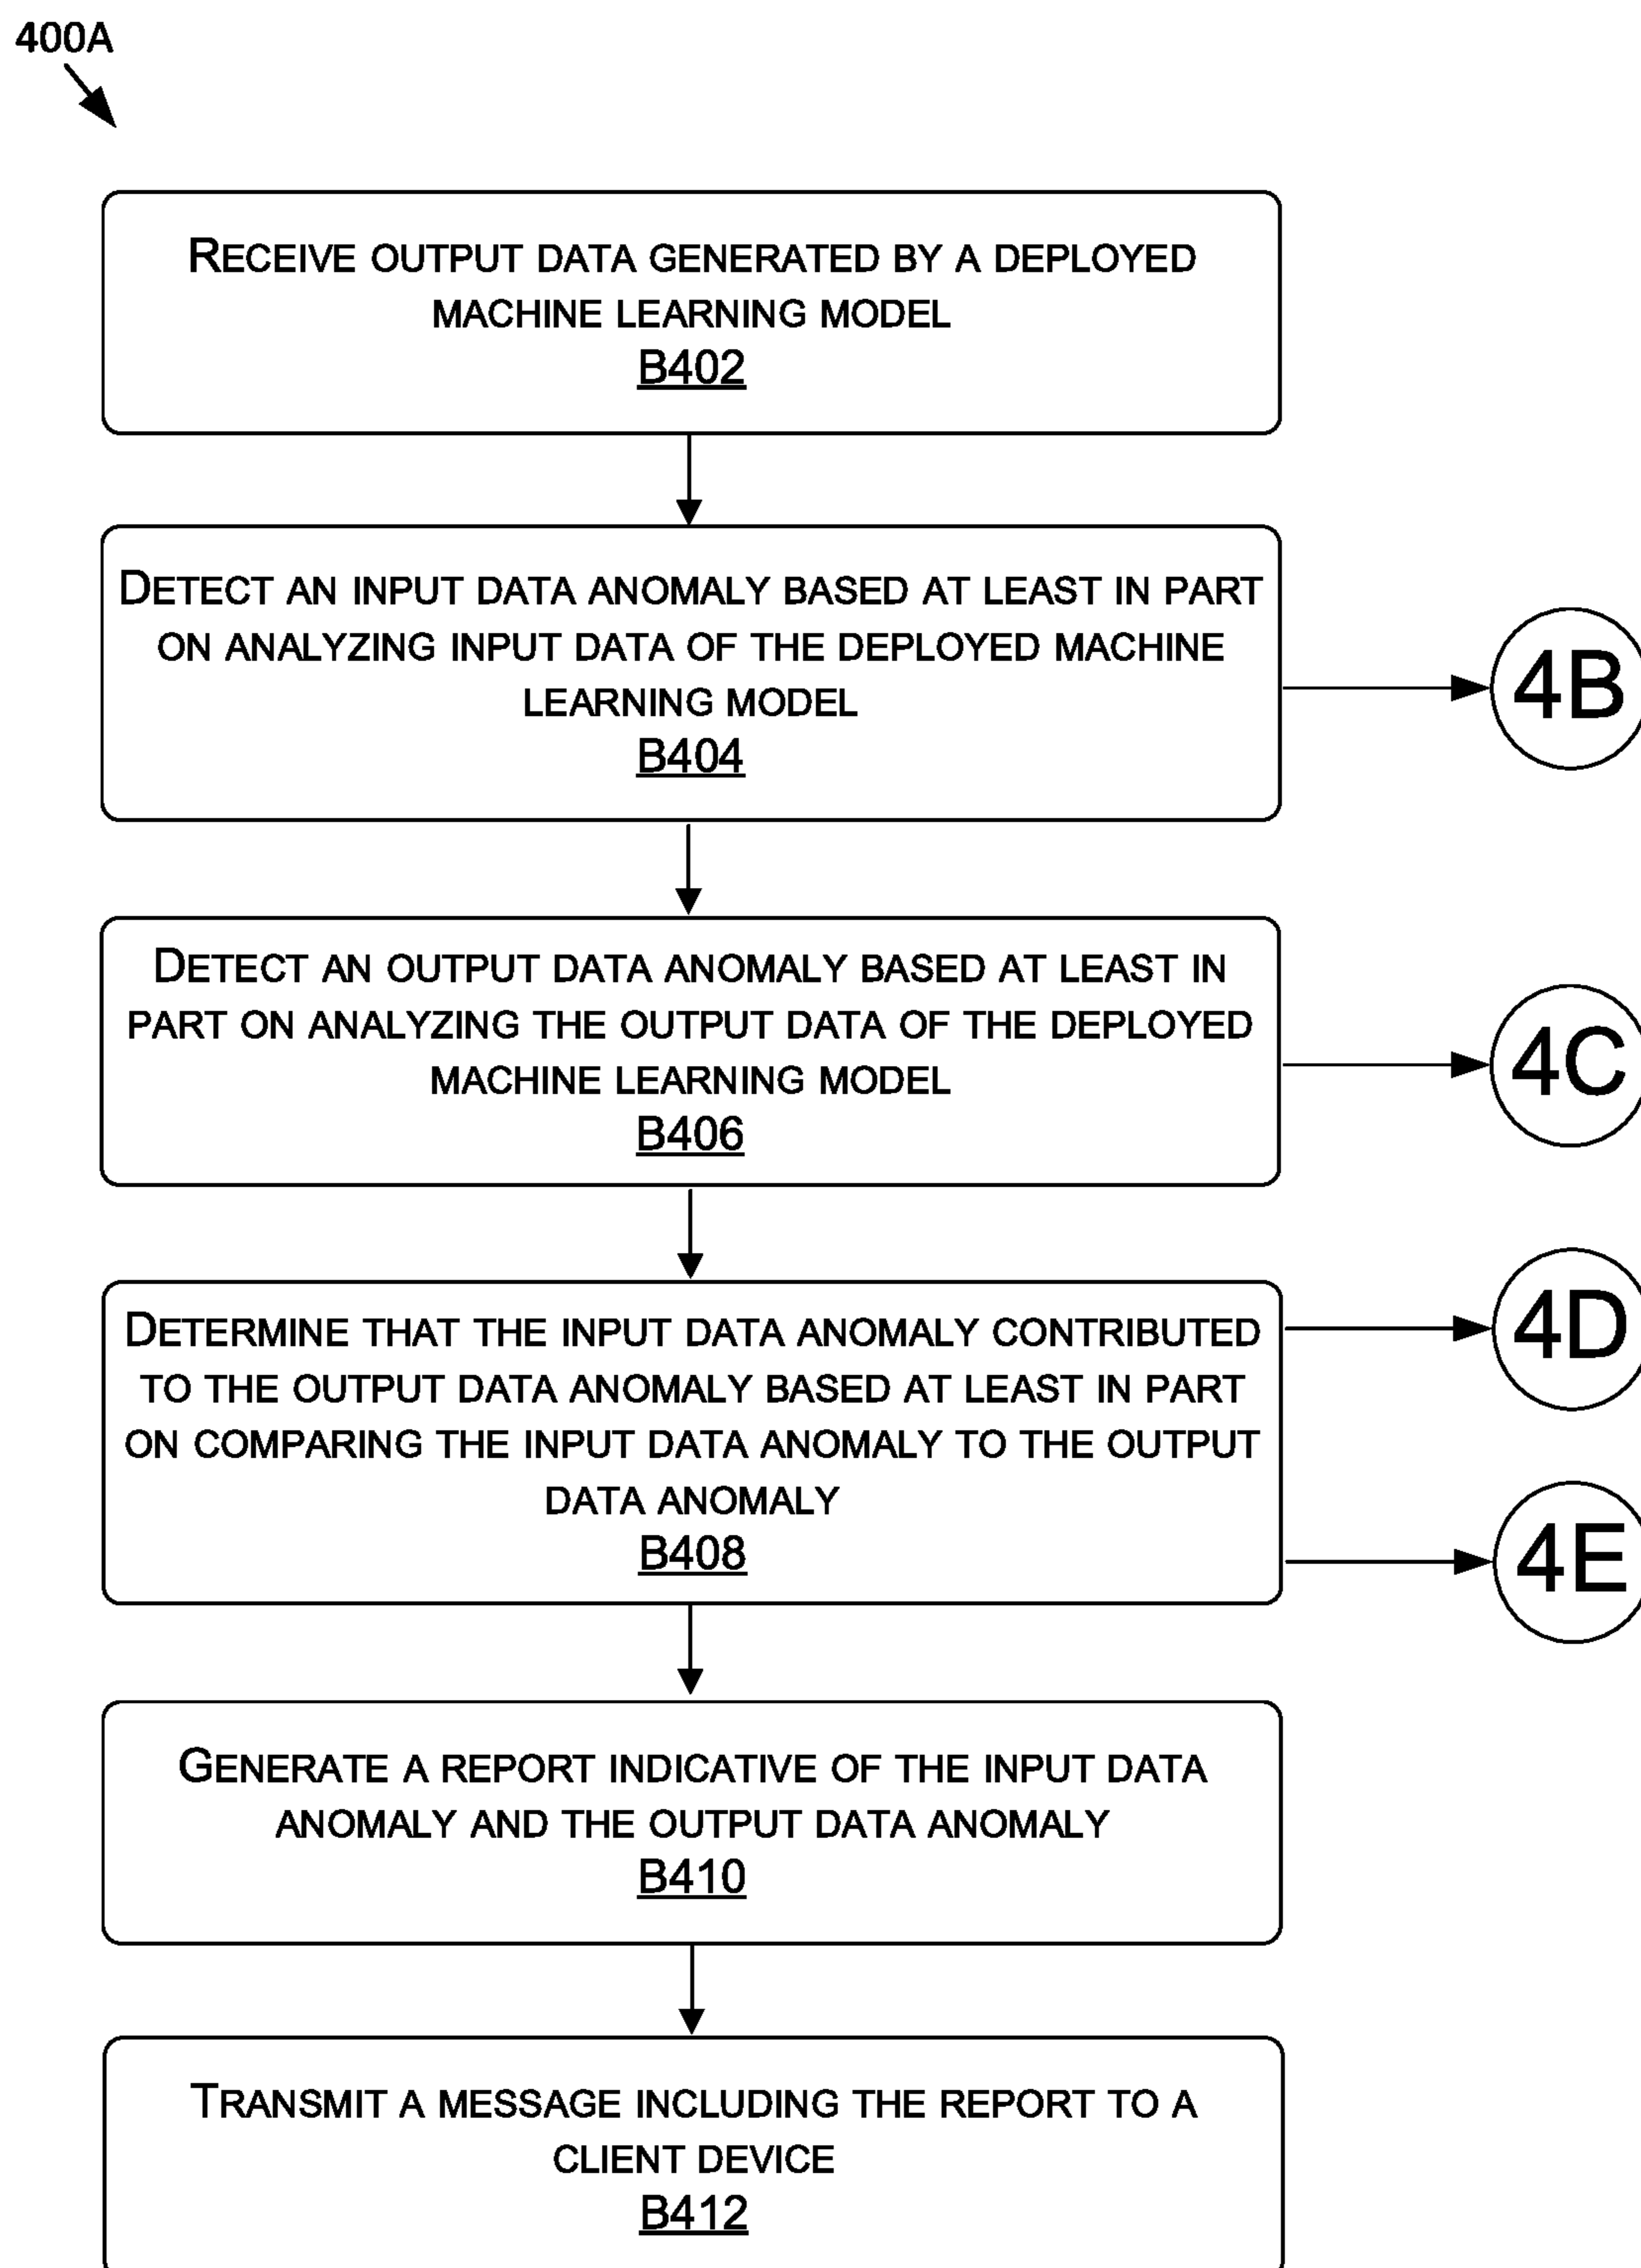 400A
RECEIVE OUTPUT DATA GENERATED BY A DEPLOYED
MACHINE LEARNING MODEL
B402
DETECT AN INPUT DATA ANOMALY BASED AT LEAST IN PART
ON ANALYZING INPUT DATA OF THE DEPLOYED MACHINE
LEARNING MODEL
B404
4B
DETECT AN OUTPUT DATA ANOMALY BASED AT LEAST IN
PART ON ANALYZING THE OUTPUT DATA OF THE DEPLOYED
MACHINE LEARNING MODEL
B406
4C
DETERMINE THAT THE INPUT DATA ANOMALY CONTRIBUTED
TO THE OUTPUT DATA ANOMALY BASED AT LEAST IN PART
ON COMPARING THE INPUT DATA ANOMALY TO THE OUTPUT
DATA ANOMALY
B408
4D
4E
GENERATE A REPORT INDICATIVE OF THE INPUT DATA
ANOMALY AND THE OUTPUT DATA ANOMALY
B410
TRANSMIT A MESSAGE INCLUDING THE REPORT TO A
CLIENT DEVICE
B412